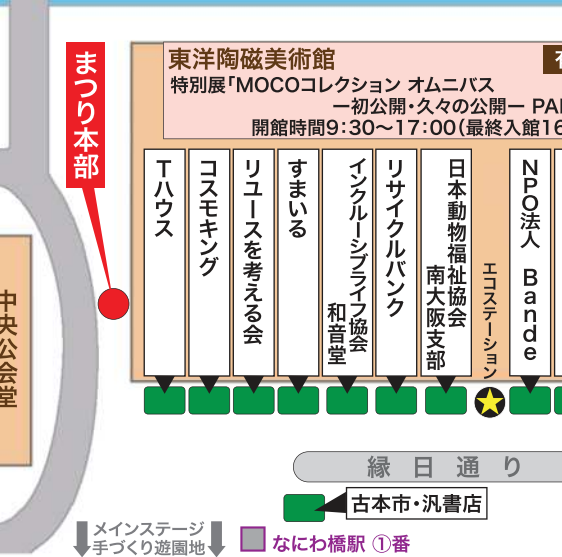 まつり本部
東洋陶磁美術館
特別展「MOCOコレクション オムニバス
ー初公開・久々の公開ー PA
開館時間9:30〜17:00(最終入館16
Tハウス
コスモキング
リユースを考える会
すまいる
インクルーシブライフ協会
和音堂
リサイクルバンク
日本動物福祉協会
南大阪支部
エコステーション
NPO法人 Bande
中央公会堂
縁日通り
古本市・汎書店
メインステージ
手づくり遊園地
なにわ橋駅 ①番